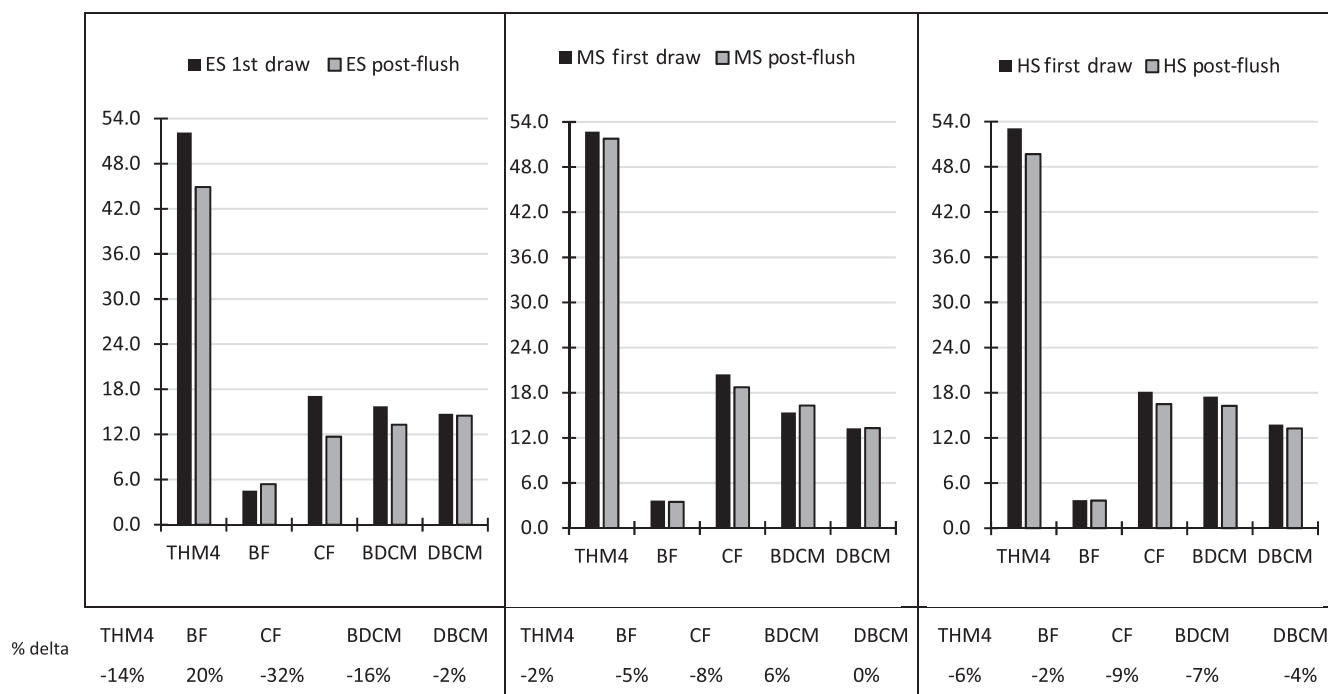 ES 1st draw ES post-flush
54.0
48.0
42.0
36.0
30.0
24.0
18.0
12.0
6.0
0.0
THM4 BF CF BDCM DBCM
MS first draw MS post-flush
54.0
48.0
42.0
36.0
30.0
24.0
18.0
12.0
6.0
0.0
THM4 BF CF BDCM DBCM
HS first draw HS post-flush
54.0
48.0
42.0
36.0
30.0
24.0
18.0
12.0
6.0
0.0
THM4 BF CF BDCM DBCM
% delta
THM4 BF CF BDCM DBCM
-14% 20% -32% -16% -2%
THM4 BF CF BDCM DBCM
-2% -5% -8% 6% 0%
THM4 BF CF BDCM DBCM
-6% -2% -9% -7% -4%